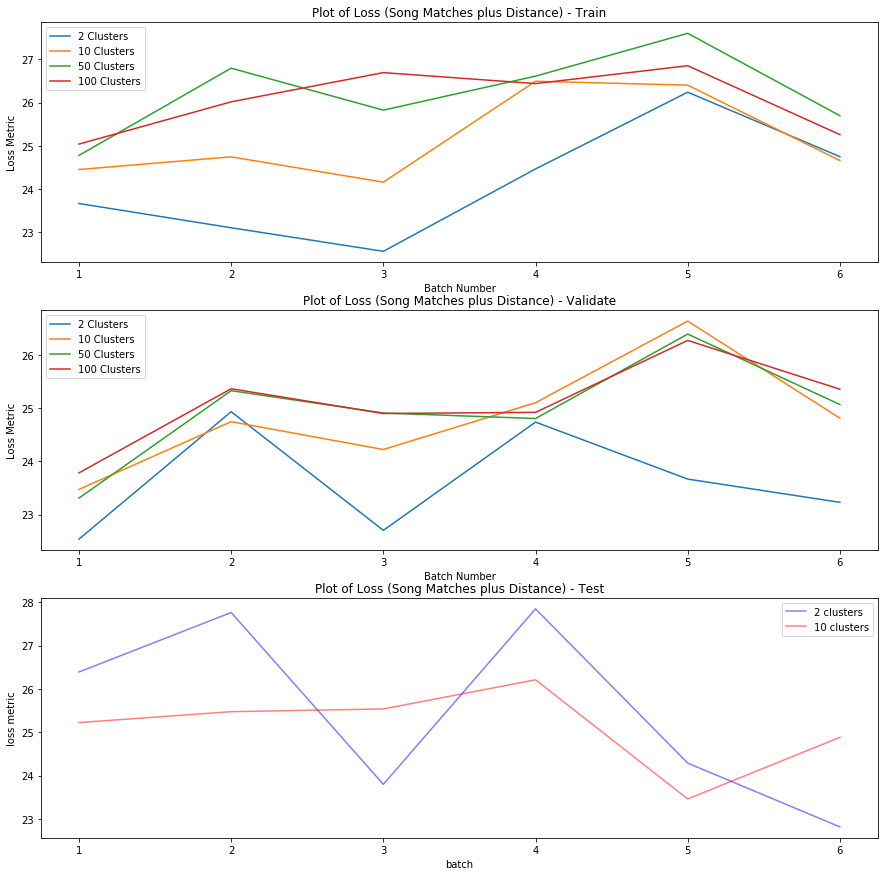 Plot of Loss (Song Matches plus Distance) - Train
2 Clusters
10 Clusters
50 Clusters
100 Clusters
Loss Metric
27
26
25
24
23
1 2 3 4 5 6
Batch Number
Plot of Loss (Song Matches plus Distance) - Validate
2 Clusters
10 Clusters
50 Clusters
100 Clusters
Loss Metric
26
25
24
23
1 2 3 4 5 6
Batch Number
Plot of Loss (Song Matches plus Distance) - Test
2 clusters
10 clusters
loss metric
28
27
26
25
24
23
1 2 3 4 5 6
batch